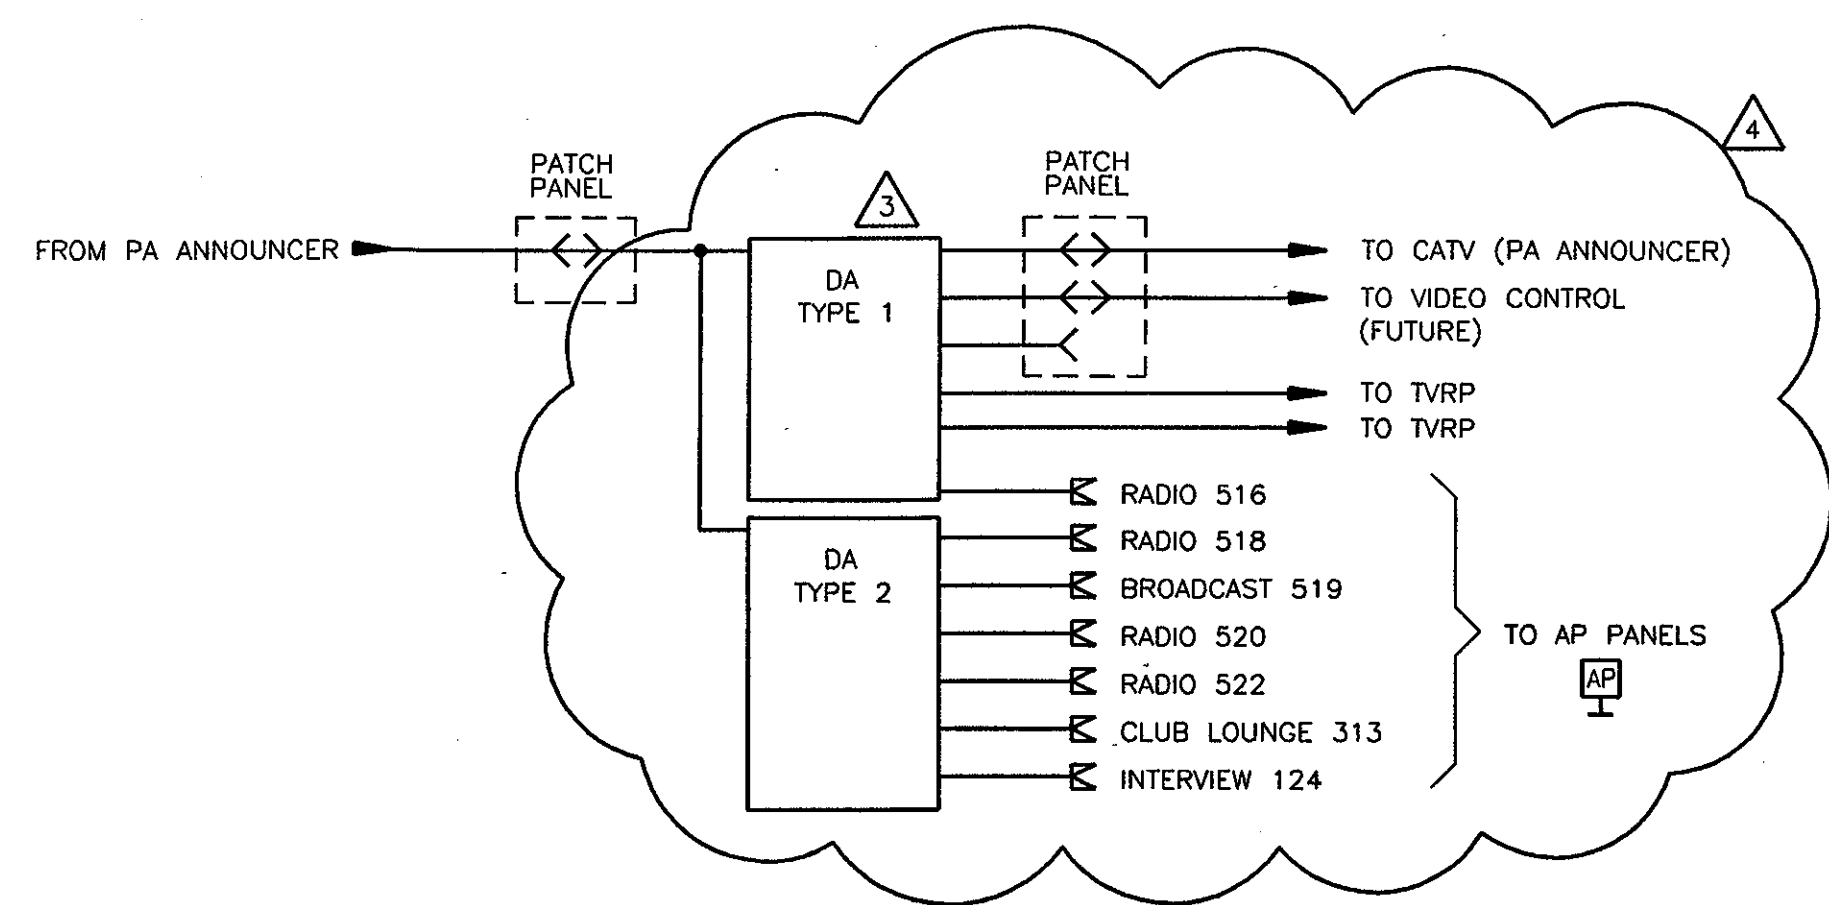 4
PATCH
PANEL
PATCH
PANEL
3
FROM PA ANNOUNCER
TO CATV (PA ANNOUNCER)
DA
TYPE 1
TO VIDEO CONTROL
(FUTURE)
TO TVRP
TO TVRP
RADIO 516
RADIO 518
DA
TYPE 2
BROADCAST 519
RADIO 520
TO AP PANELS
RADIO 522
AP
CLUB LOUNGE 313
INTERVIEW 124